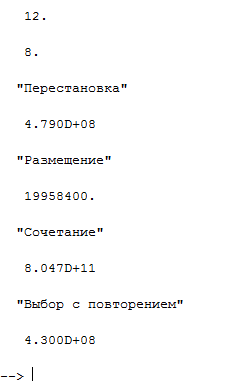 12.
8.
"Перестановка"
4.790D+08
"Размещение"
19958400.
"Сочетание"
8.047D+11
"Выбор с повторением"
4.300D+08
-->